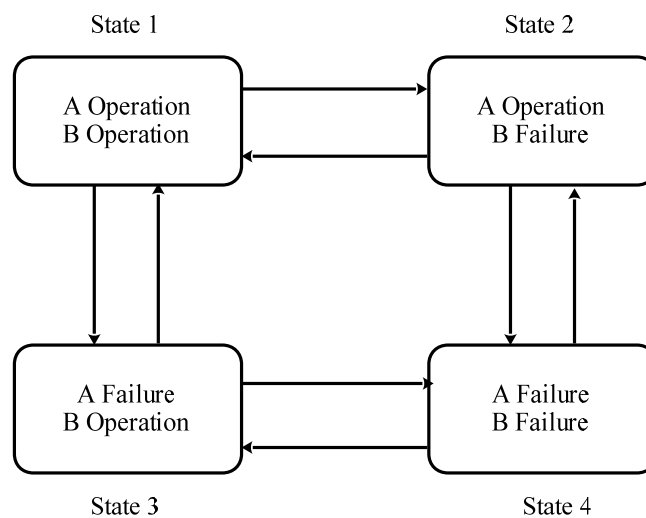 State 1
State 2
A Operation
B Operation
A Operation
B Failure
A Failure
B Operation
A Failure
B Failure
State 3
State 4